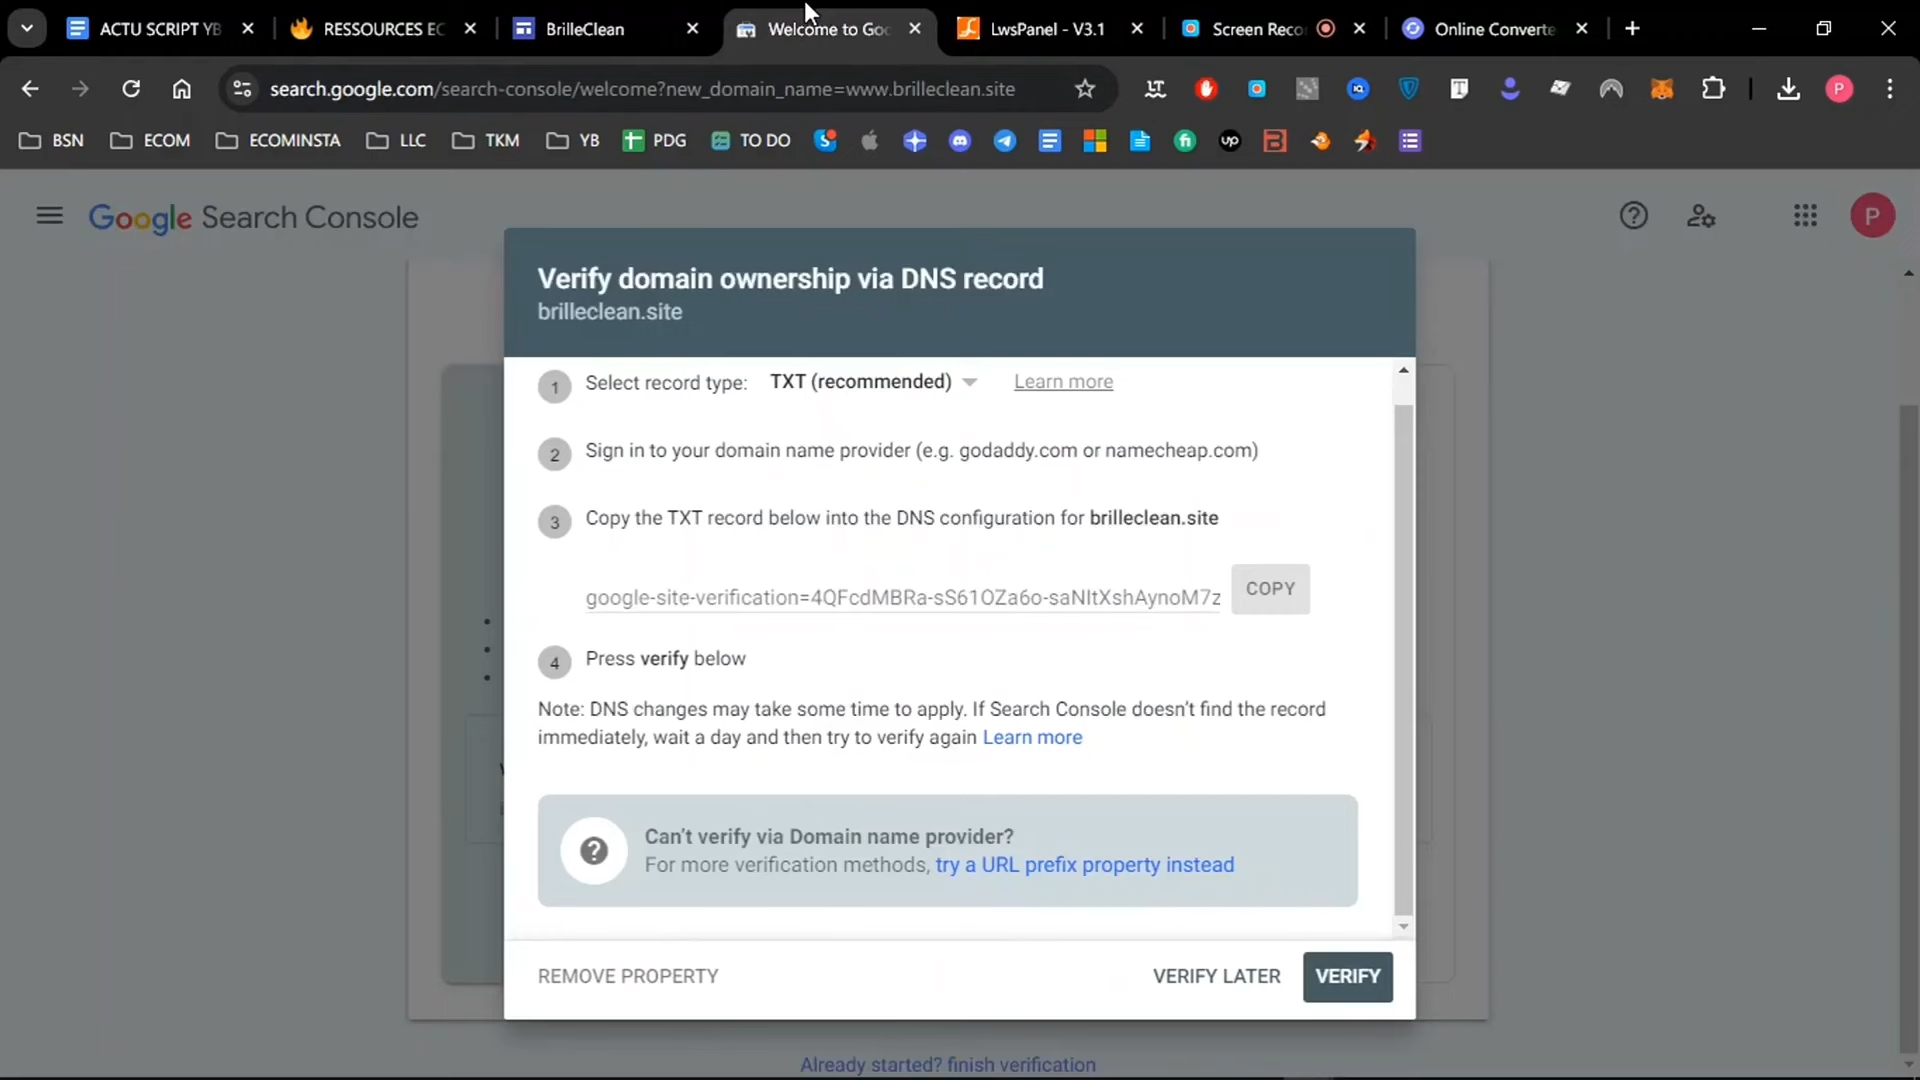 ACTU SCRIPT YB
RESSOURCES EC
BrilleClean
Welcome to Goo
LwsPanel - V3.1
Screen Reco
Online Converte
search.google.com/search-console/welcome?new_domain_name=www.brilleclean.site
BSN
ECOM
ECOMINSTA
LLC
TKM
YB
PDG
TO DO
up
Google Search Console
P
Verify domain ownership via DNS record
brilleclean.site
1 Select record type: TXT (recommended) Learn more
2 Sign in to your domain name provider (e.g. godaddy.com or namecheap.com)
3 Copy the TXT record below into the DNS configuration for brilleclean.site
google-site-verification=4QFcdMBRa-sS61OZa6o-saNItXshAynoM7z
COPY
4 Press verify below
Note: DNS changes may take some time to apply. If Search Console doesn't find the record
immediately, wait a day and then try to verify again Learn more
Can't verify via Domain name provider?
For more verification methods, try a URL prefix property instead
REMOVE PROPERTY
VERIFY LATER
VERIFY
Already started? finish verification